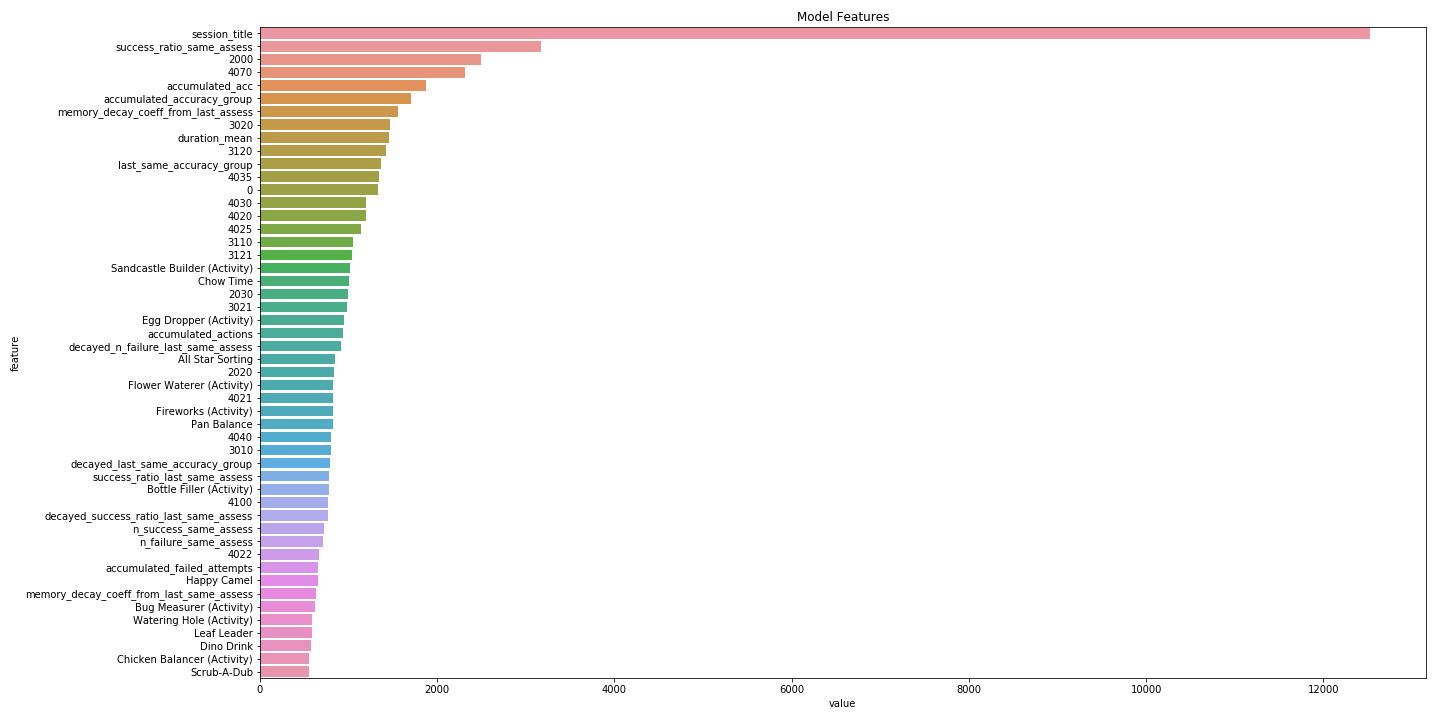 Model Features
feature
session_title
success_ratio_same_assess
2000
4070
accumulated_acc
accumulated_accuracy_group
memory_decay_coeff_from_last_assess
3020
duration_mean
3120
last_same_accuracy_group
4035
0
4030
4020
4025
3110
3121
Sandcastle Builder (Activity)
Chow Time
2030
3021
Egg Dropper (Activity)
accumulated_actions
decayed_n_failure_last_same_assess
All Star Sorting
2020
Flower Waterer (Activity)
4021
Fireworks (Activity)
Pan Balance
4040
3010
decayed_last_same_accuracy_group
success_ratio_last_same_assess
Bottle Filler (Activity)
4100
decayed_success_ratio_last_same_assess
n_success_same_assess
n_failure_same_assess
4022
accumulated_failed_attempts
Happy Camel
memory_decay_coeff_from_last_same_assess
Bug Measurer (Activity)
Watering Hole (Activity)
Leaf Leader
Dino Drink
Chicken Balancer (Activity)
Scrub-A-Dub
0 2000 4000 6000 8000 10000 12000
value